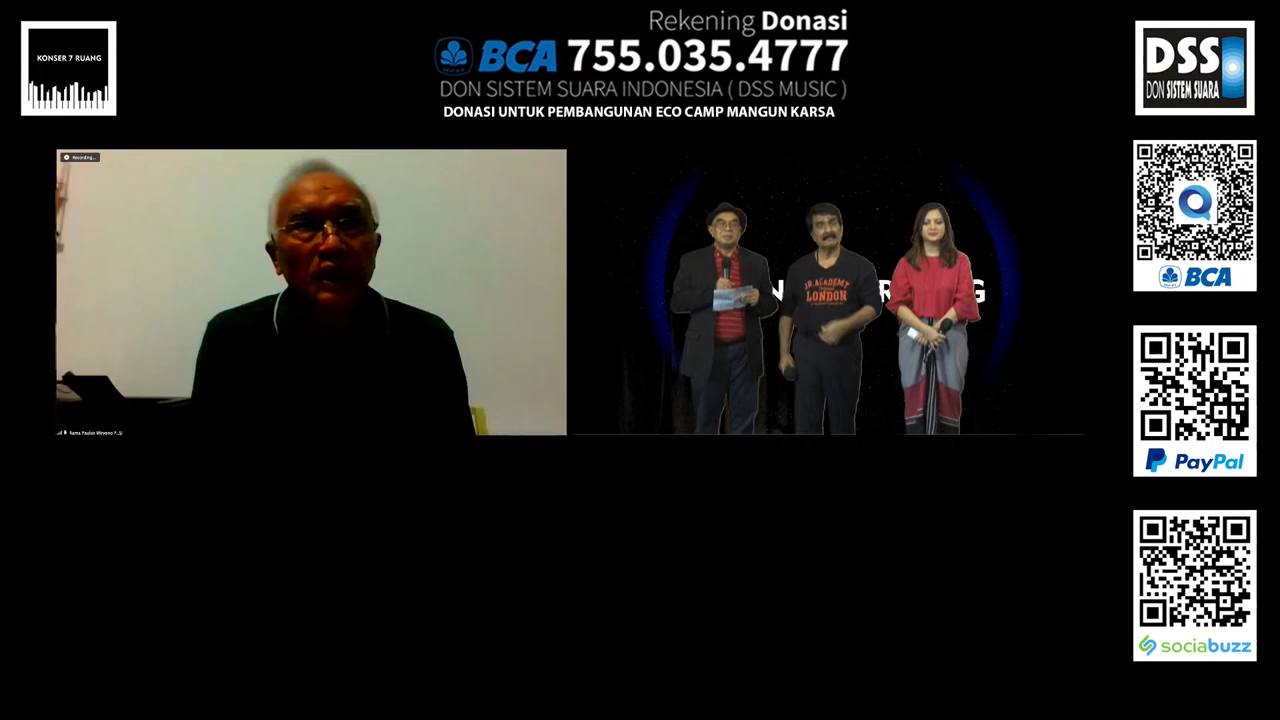 KONSER 7 RUANG
Rekening Donasi
BCA 755.035.4777
DON SISTEM SUARA INDONESIA ( DSS MUSIC )
DONASI UNTUK PEMBANGUNAN ECO CAMP MANGUN KARSA
DSS
DON SISTEM SUARA
Recording...
LONDON
BCA
PayPal
sociabuzz